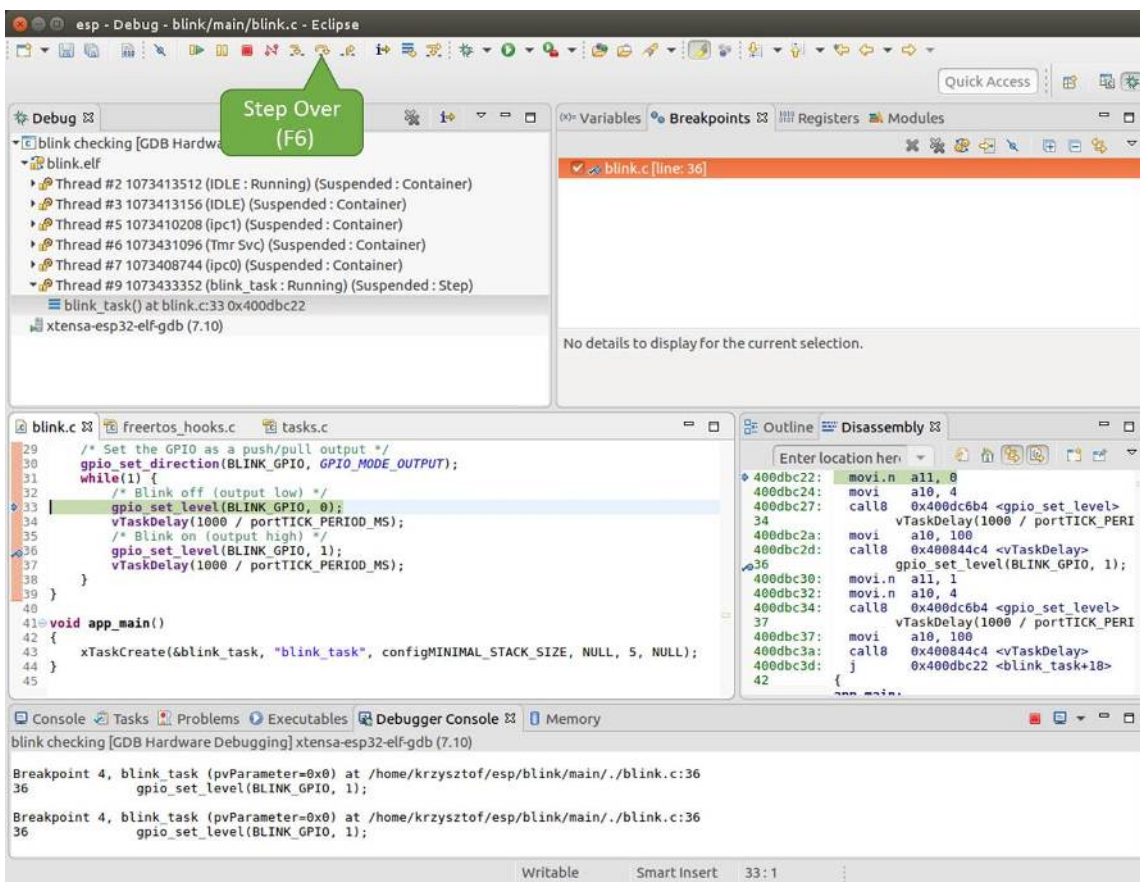 esp - Debug - blink/main/blink.c - Eclipse
Quick Access
Step Over
(F6)
Debug
blink checking [GDB Hardwa
blink.elf
Thread #2 1073413512 (IDLE : Running) (Suspended : Container)
Thread #3 1073413156 (IDLE) (Suspended : Container)
Thread #5 1073410208 (ipc1) (Suspended : Container)
Thread #6 1073431096 (Tmr Svc) (Suspended : Container)
Thread #7 1073408744 (ipc0) (Suspended : Container)
Thread #9 1073433352 (blink_task : Running) (Suspended : Step)
blink_task() at blink.c:33 0x400dbc22
xtensa-esp32-elf-gdb (7.10)
(x)= Variables Breakpoints Registers Modules
blink.c [line: 36]
No details to display for the current selection.
blink.c freertos_hooks.c tasks.c
29 /* Set the GPIO as a push/pull output */
30 gpio_set_direction(BLINK_GPIO, GPIO_MODE_OUTPUT);
31 while(1) {
32 /* Blink off (output low) */
33 gpio_set_level(BLINK_GPIO, 0);
34 vTaskDelay(1000 / portTICK_PERIOD_MS);
35 /* Blink on (output high) */
36 gpio_set_level(BLINK_GPIO, 1);
37 vTaskDelay(1000 / portTICK_PERIOD_MS);
38 }
39 }
40
41 void app_main()
42 {
43 xTaskCreate(&blink_task, "blink_task", configMINIMAL_STACK_SIZE, NULL, 5, NULL);
44 }
45
Outline Disassembly
Enter location her
400dbc22: movi.n a11, 0
400dbc24: movi a10, 4
400dbc27: call8 0x400dc6b4 <gpio_set_level>
34 vTaskDelay(1000 / portTICK_PERI
400dbc2a: movi a10, 100
400dbc2d: call8 0x400844c4 <vTaskDelay>
36 gpio_set_level(BLINK_GPIO, 1);
400dbc30: movi.n a11, 1
400dbc32: movi.n a10, 4
400dbc34: call8 0x400dc6b4 <gpio_set_level>
37 vTaskDelay(1000 / portTICK_PERI
400dbc37: movi a10, 100
400dbc3a: call8 0x400844c4 <vTaskDelay>
400dbc3d: j 0x400dbc22 <blink_task+18>
42 {
app_main:
Console Tasks Problems Executables Debugger Console Memory
blink checking [GDB Hardware Debugging] xtensa-esp32-elf-gdb (7.10)
Breakpoint 4, blink_task (pvParameter=0x0) at /home/krzysztof/esp/blink/main/./blink.c:36
36 gpio_set_level(BLINK_GPIO, 1);
Breakpoint 4, blink_task (pvParameter=0x0) at /home/krzysztof/esp/blink/main/./blink.c:36
36 gpio_set_level(BLINK_GPIO, 1);
Writable Smart Insert 33 : 1